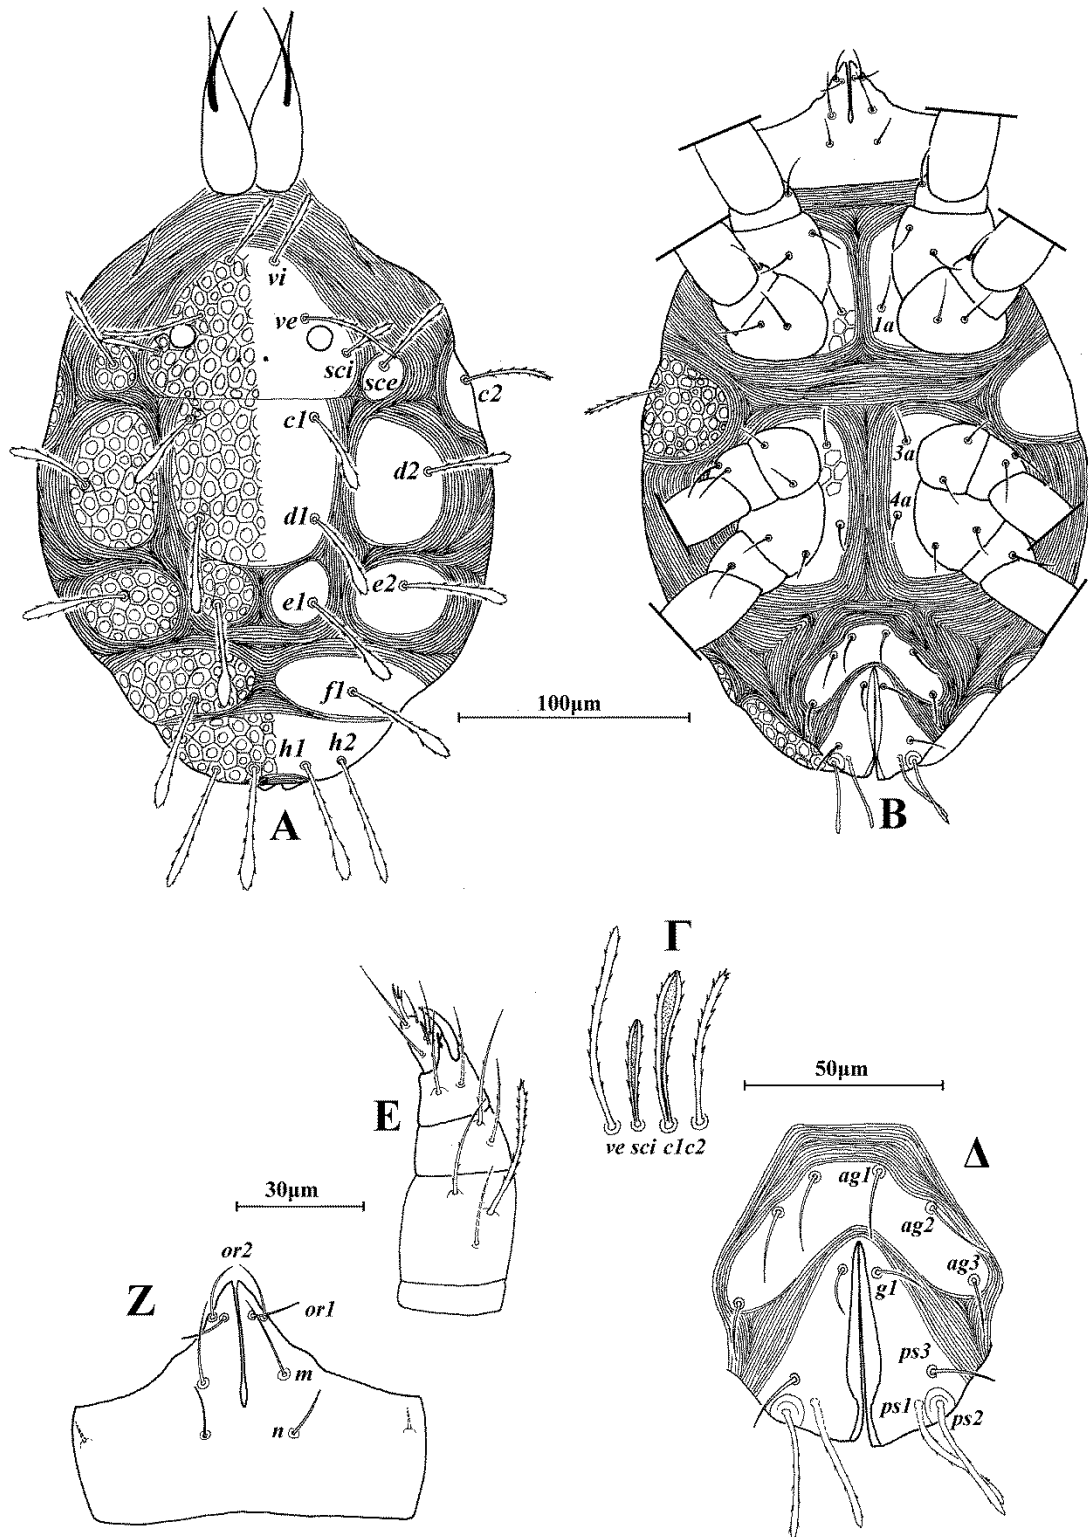 vi
ve
sci
sce
c2
c1
d2
d1
e2
e1
f1
h1 h2
A
1a
3a
4a
B
100μm
Γ
ve sci c1c2
50μm
E
30μm
Z
or2
or1
m
n
Δ
ag1
ag2
ag3
g1
ps3
ps1
ps2